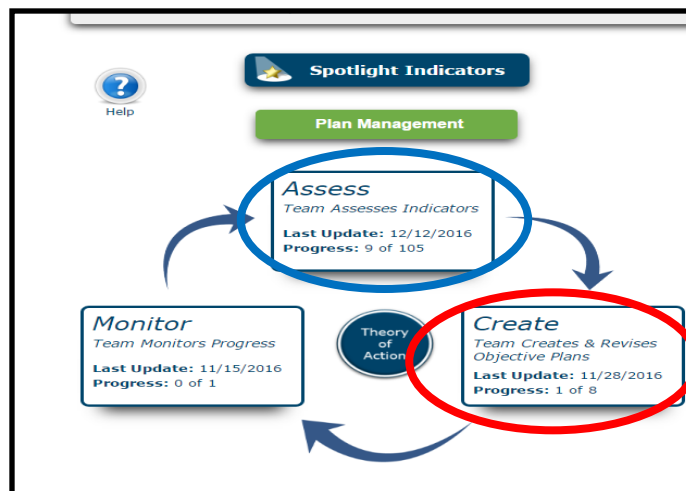 Spotlight Indicators
Help
Plan Management
Assess
Team Assesses Indicators
Last Update: 12/12/2016
Progress: 9 of 105
Monitor
Team Monitors Progress
Last Update: 11/15/2016
Progress: 0 of 1
Theory
of
Action
Create
Team Creates & Revises
Objective Plans
Last Update: 11/28/2016
Progress: 1 of 8